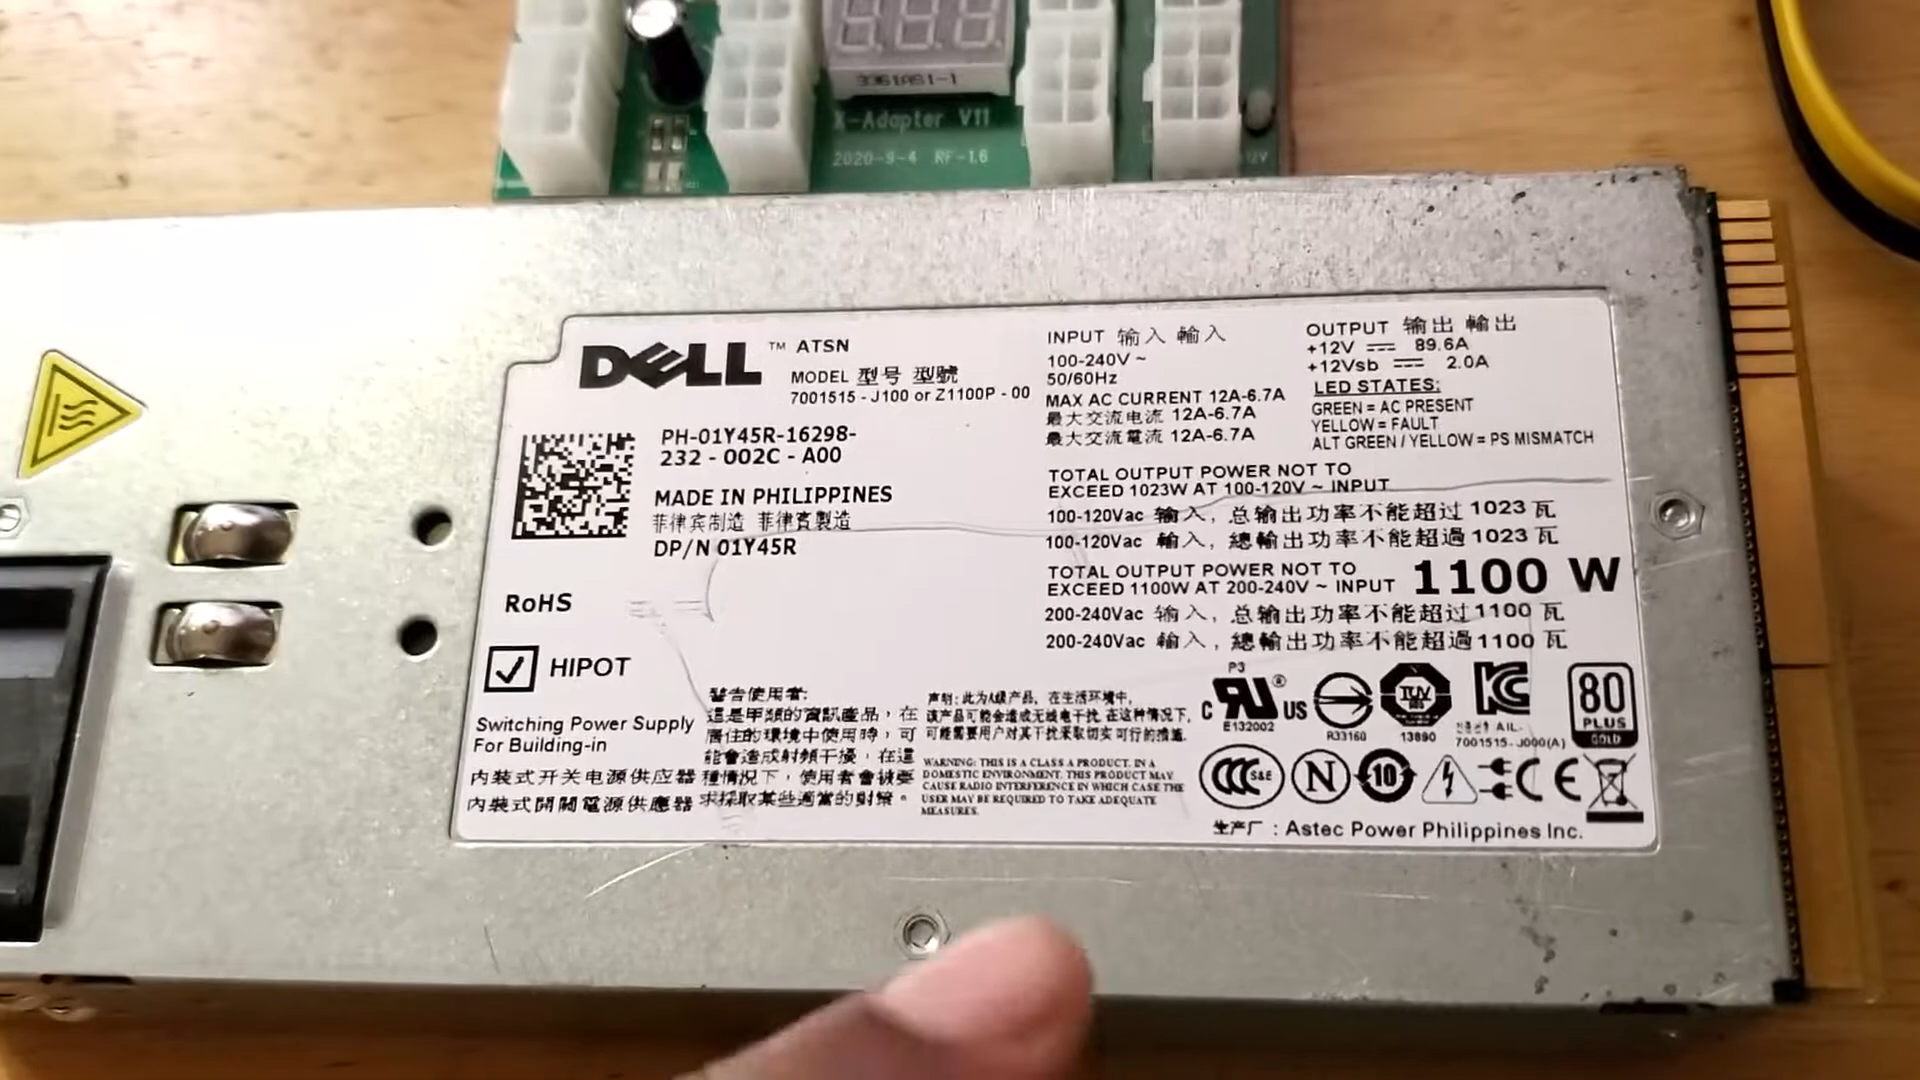 3361AS1-1
X-Adapter V11
2020-9-4 RF-1.6
12V
DELL™ ATSN
MODEL 型号 型號
7001515 - J100 or Z1100P - 00
PH-01Y45R-16298-
232 - 002C - A00
MADE IN PHILIPPINES
菲律宾制造 菲律賓製造
DP/N 01Y45R
RoHS
HIPOT
Switching Power Supply
For Building-in
内装式开关电源供应器
內裝式開關電源供應器
警告使用者:
這是甲類的資訊產品，在
居住的環境中使用時，可
能會造成射頻干擾，在這
種情況下，使用者會被要
求採取某些適當的對策。
INPUT 输入 輸入
100-240V ~
50/60Hz
MAX AC CURRENT 12A-6.7A
最大交流电流 12A-6.7A
最大交流電流 12A-6.7A
OUTPUT 输出 輸出
+12V ⎓ 89.6A
+12Vsb ⎓ 2.0A
LED STATES:
GREEN = AC PRESENT
YELLOW = FAULT
ALT GREEN / YELLOW = PS MISMATCH
TOTAL OUTPUT POWER NOT TO
EXCEED 1023W AT 100-120V ~ INPUT
100-120Vac 输入, 总输出功率不能超过 1023 瓦
100-120Vac 輸入, 總輸出功率不能超過 1023 瓦
TOTAL OUTPUT POWER NOT TO
EXCEED 1100W AT 200-240V ~ INPUT 1100 W
200-240Vac 输入, 总输出功率不能超过 1100 瓦
200-240Vac 輸入, 總輸出功率不能超過 1100 瓦
声明: 此为A级产品, 在生活环境中,
该产品可能会造成无线电干扰. 在这种情况下,
可能需要用户对其干扰采取切实可行的措施.
WARNING: THIS IS A CLASS A PRODUCT. IN A
DOMESTIC ENVIRONMENT. THIS PRODUCT MAY
CAUSE RADIO INTERFERENCE IN WHICH CASE THE
USER MAY BE REQUIRED TO TAKE ADEQUATE
MEASURES.
P3
C RU® US
E132002
R33160
TUV
13890
KC
AIL-
7001515-J000(A)
80
PLUS
GOLD
CCC S&E
N
10
CE
生产厂 : Astec Power Philippines Inc.